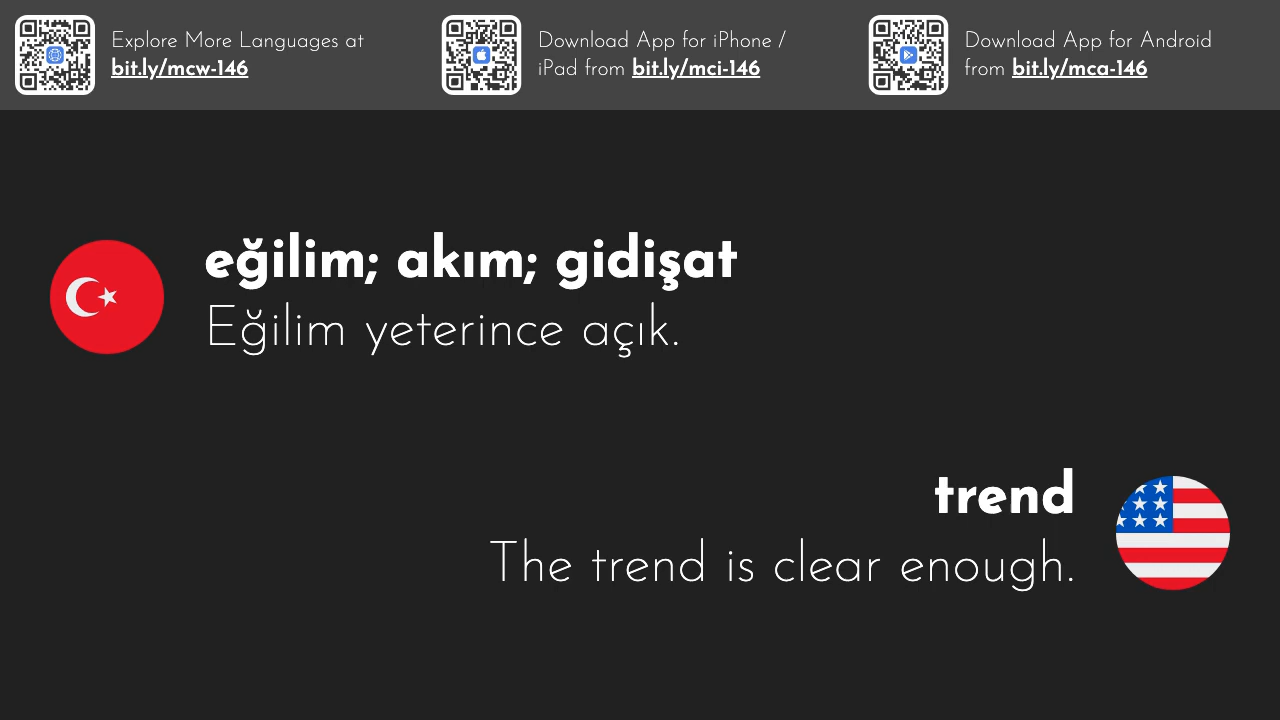 Explore More Languages at
bit.ly/mcw-146
Download App for iPhone /
iPad from bit.ly/mci-146
Download App for Android
from bit.ly/mca-146
eğilim; akım; gidişat
Eğilim yeterince açık.
trend
The trend is clear enough.